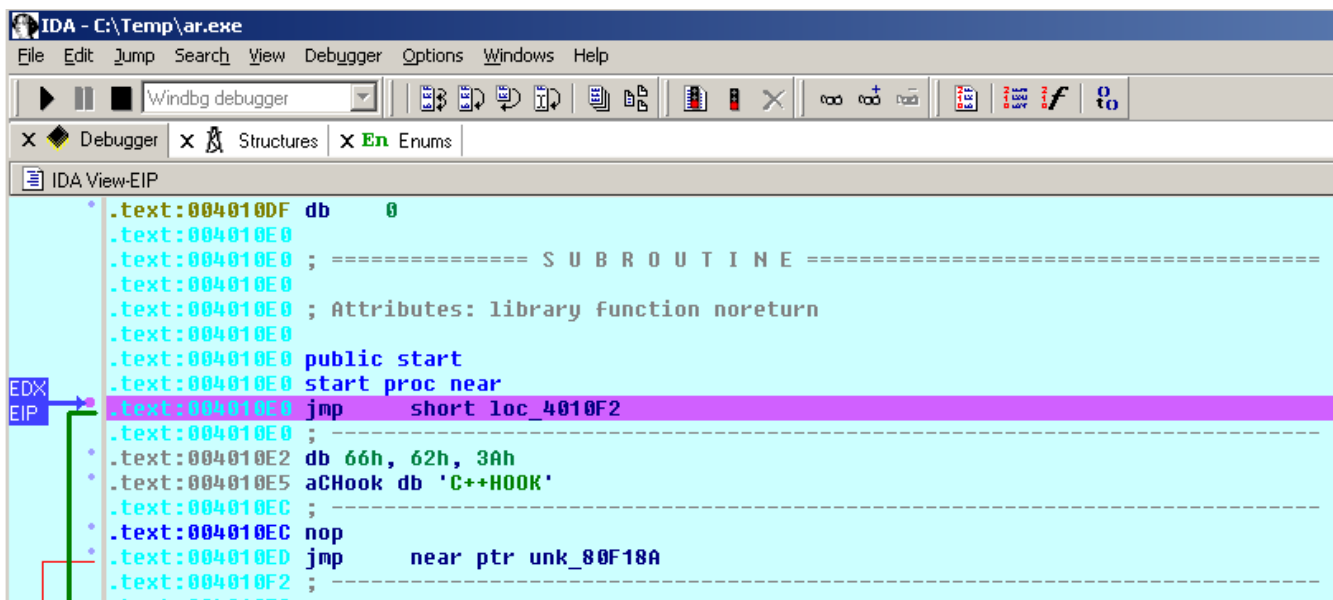 IDA - C:\Temp\ar.exe
File Edit Jump Search View Debugger Options Windows Help
Windbg debugger
X Debugger X Structures X En Enums
IDA View-EIP
.text:004010DF db 0
.text:004010E0
.text:004010E0 ; =============== S U B R O U T I N E =======================================
.text:004010E0
.text:004010E0 ; Attributes: library function noreturn
.text:004010E0
.text:004010E0 public start
EDX .text:004010E0 start proc near
EIP .text:004010E0 jmp short loc_4010F2
.text:004010E0 ; ---------------------------------------------------------------------------
.text:004010E2 db 66h, 62h, 3Ah
.text:004010E5 aCHook db 'C++HOOK'
.text:004010EC ; ---------------------------------------------------------------------------
.text:004010EC nop
.text:004010ED jmp near ptr unk_80F18A
.text:004010F2 ; ---------------------------------------------------------------------------